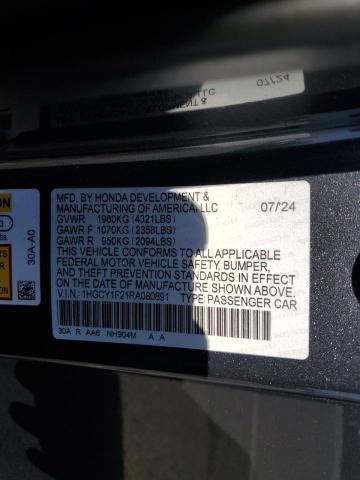 07/24
MFD. BY HONDA DEVELOPMENT & 07/24
MANUFACTURING OF AMERICA, LLC
GVWR 1960KG (4321LBS)
GAWR F 1070KG (2358LBS)
GAWR R 950KG (2094LBS)
THIS VEHICLE CONFORMS TO ALL APPLICABLE
FEDERAL MOTOR VEHICLE SAFETY, BUMPER,
AND THEFT PREVENTION STANDARDS IN EFFECT
ON THE DATE OF MANUFACTURE SHOWN ABOVE.
V.I.N.:1HGCY1F21RA080891 TYPE:PASSENGER CAR
30A R AA6 NH904M A .A
30A-A0